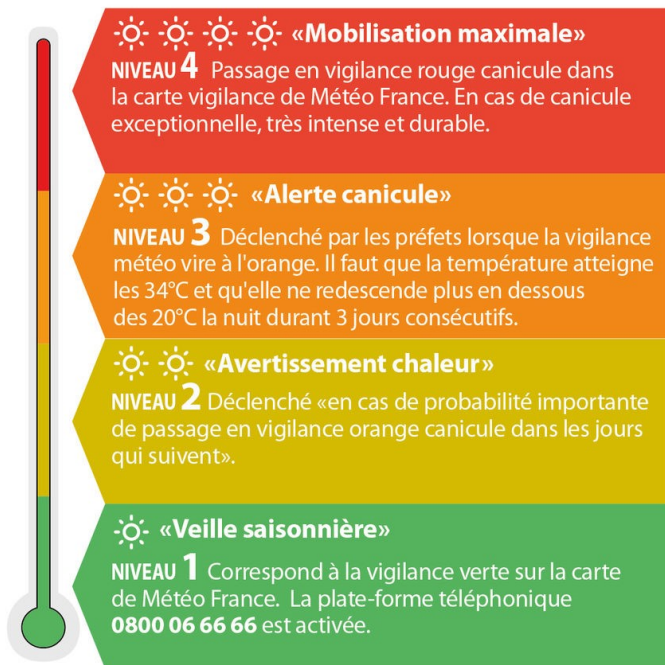 «Mobilisation maximale»
NIVEAU 4 Passage en vigilance rouge canicule dans
la carte vigilance de Météo France. En cas de canicule
exceptionnelle, très intense et durable.
«Alerte canicule»
NIVEAU 3 Déclenché par les préfets lorsque la vigilance
météo vire à l'orange. Il faut que la température atteigne
les 34°C et qu'elle ne redescende plus en dessous
des 20°C la nuit durant 3 jours consécutifs.
«Avertissement chaleur»
NIVEAU 2 Déclenché «en cas de probabilité importante
de passage en vigilance orange canicule dans les jours
qui suivent».
«Veille saisonnière»
NIVEAU 1 Correspond à la vigilance verte sur la carte
de Météo France. La plate-forme téléphonique
0800 06 66 66 est activée.